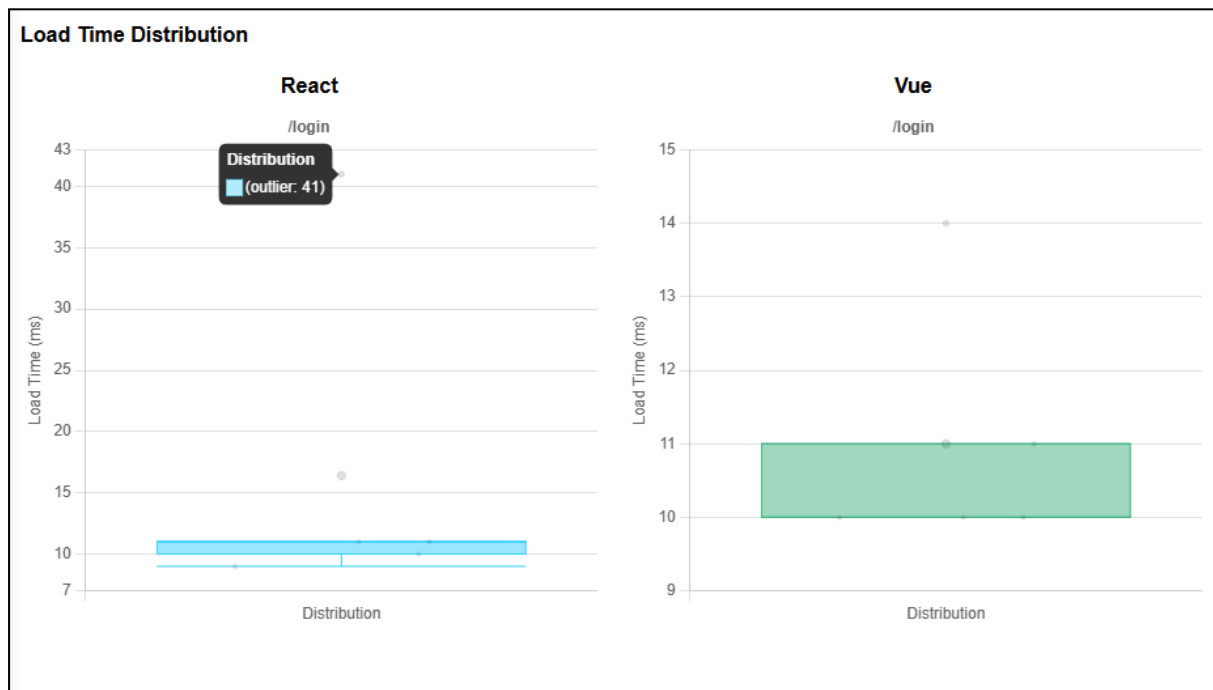 Load Time Distribution
React
/login
Distribution
(outlier: 41)
43
40
35
30
25
20
15
10
7
Load Time (ms)
Distribution
Vue
/login
15
14
13
12
11
10
9
Load Time (ms)
Distribution